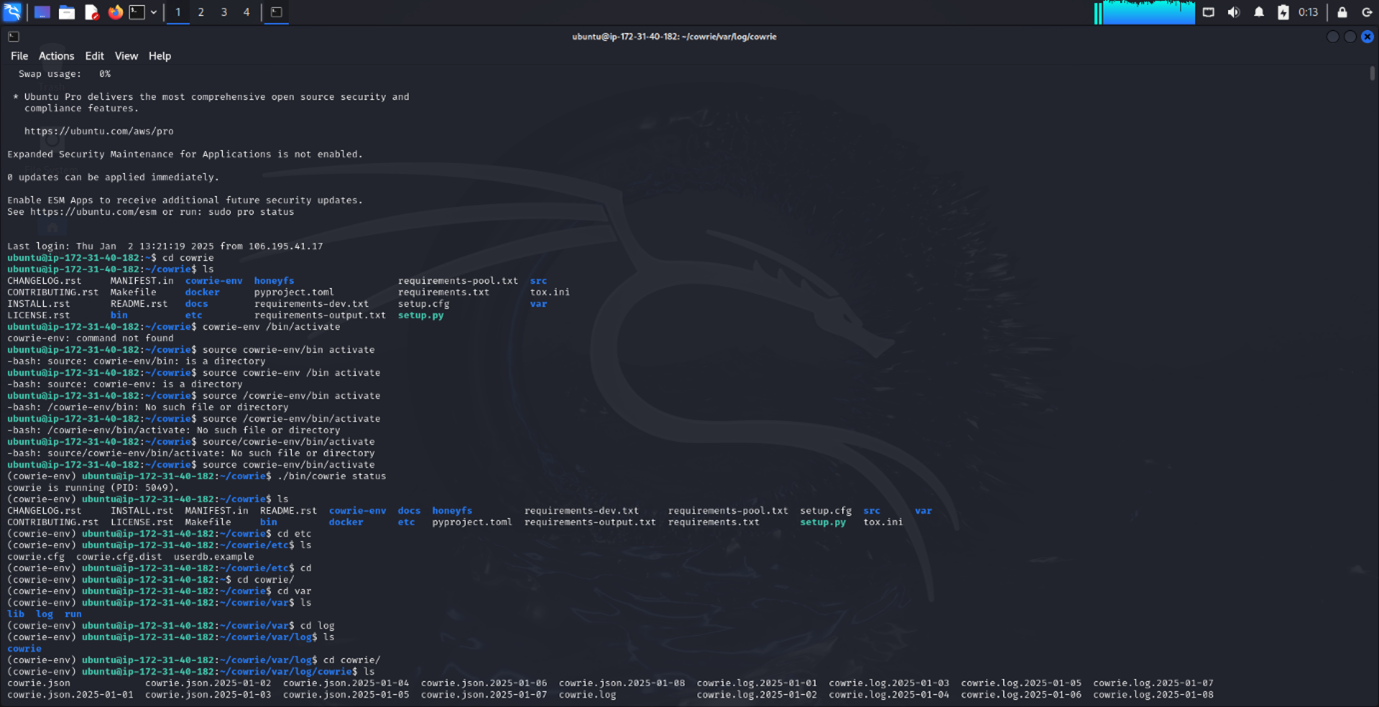 1 2 3 4 0:13
ubuntu@ip-172-31-40-182: ~/cowrie/var/log/cowrie
File Actions Edit View Help
Swap usage: 0%
* Ubuntu Pro delivers the most comprehensive open source security and
compliance features.
https://ubuntu.com/aws/pro
Expanded Security Maintenance for Applications is not enabled.
0 updates can be applied immediately.
Enable ESM Apps to receive additional future security updates.
See https://ubuntu.com/esm or run: sudo pro status
Last login: Thu Jan  2 13:21:19 2025 from 106.195.41.17
ubuntu@ip-172-31-40-182:~$ cd cowrie
ubuntu@ip-172-31-40-182:~/cowrie$ ls
CHANGELOG.rst MANIFEST.in cowrie-env honeyfs requirements-pool.txt src
CONTRIBUTING.rst Makefile docker pyproject.toml requirements.txt tox.ini
INSTALL.rst README.rst docs requirements-dev.txt setup.cfg var
LICENSE.rst bin etc requirements-output.txt setup.py
ubuntu@ip-172-31-40-182:~/cowrie$ cowrie-env /bin/activate
cowrie-env: command not found
ubuntu@ip-172-31-40-182:~/cowrie$ source cowrie-env/bin activate
-bash: source: cowrie-env/bin: is a directory
ubuntu@ip-172-31-40-182:~/cowrie$ source cowrie-env /bin activate
-bash: source: cowrie-env: is a directory
ubuntu@ip-172-31-40-182:~/cowrie$ source /cowrie-env/bin activate
-bash: /cowrie-env/bin: No such file or directory
ubuntu@ip-172-31-40-182:~/cowrie$ source /cowrie-env/bin/activate
-bash: /cowrie-env/bin/activate: No such file or directory
ubuntu@ip-172-31-40-182:~/cowrie$ source/cowrie-env/bin/activate
-bash: source/cowrie-env/bin/activate: No such file or directory
ubuntu@ip-172-31-40-182:~/cowrie$ source cowrie-env/bin/activate
(cowrie-env) ubuntu@ip-172-31-40-182:~/cowrie$ ./bin/cowrie status
cowrie is running (PID: 5049).
(cowrie-env) ubuntu@ip-172-31-40-182:~/cowrie$ ls
CHANGELOG.rst INSTALL.rst MANIFEST.in README.rst cowrie-env docs honeyfs requirements-dev.txt requirements-pool.txt setup.cfg src var
CONTRIBUTING.rst LICENSE.rst Makefile bin docker etc pyproject.toml requirements-output.txt requirements.txt setup.py tox.ini
(cowrie-env) ubuntu@ip-172-31-40-182:~/cowrie$ cd etc
(cowrie-env) ubuntu@ip-172-31-40-182:~/cowrie/etc$ ls
cowrie.cfg cowrie.cfg.dist userdb.example
(cowrie-env) ubuntu@ip-172-31-40-182:~/cowrie/etc$ cd
(cowrie-env) ubuntu@ip-172-31-40-182:~$ cd cowrie/
(cowrie-env) ubuntu@ip-172-31-40-182:~/cowrie$ cd var
(cowrie-env) ubuntu@ip-172-31-40-182:~/cowrie/var$ ls
lib log run
(cowrie-env) ubuntu@ip-172-31-40-182:~/cowrie/var$ cd log
(cowrie-env) ubuntu@ip-172-31-40-182:~/cowrie/var/log$ ls
cowrie
(cowrie-env) ubuntu@ip-172-31-40-182:~/cowrie/var/log$ cd cowrie/
(cowrie-env) ubuntu@ip-172-31-40-182:~/cowrie/var/log/cowrie$ ls
cowrie.json cowrie.json.2025-01-02 cowrie.json.2025-01-04 cowrie.json.2025-01-06 cowrie.json.2025-01-08 cowrie.log.2025-01-01 cowrie.log.2025-01-03 cowrie.log.2025-01-05 cowrie.log.2025-01-07
cowrie.json.2025-01-01 cowrie.json.2025-01-03 cowrie.json.2025-01-05 cowrie.json.2025-01-07 cowrie.log cowrie.log.2025-01-02 cowrie.log.2025-01-04 cowrie.log.2025-01-06 cowrie.log.2025-01-08